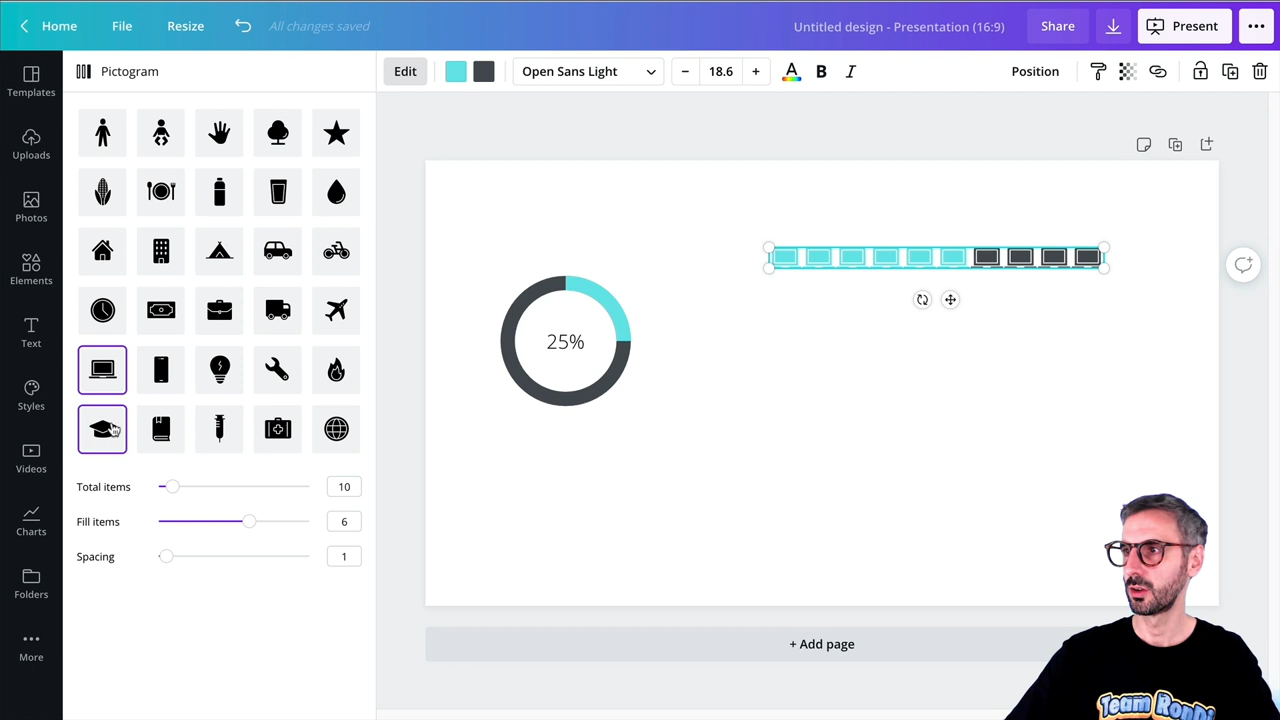 Home
File
Resize
All changes saved
Untitled design - Presentation (16:9)
Share
Present
Templates
Uploads
Photos
Elements
Text
Styles
Videos
Charts
Folders
More
Pictogram
Total items
10
Fill items
6
Spacing
1
Edit
Open Sans Light
18.6
A
B
I
Position
25%
+ Add page
Team RonDi